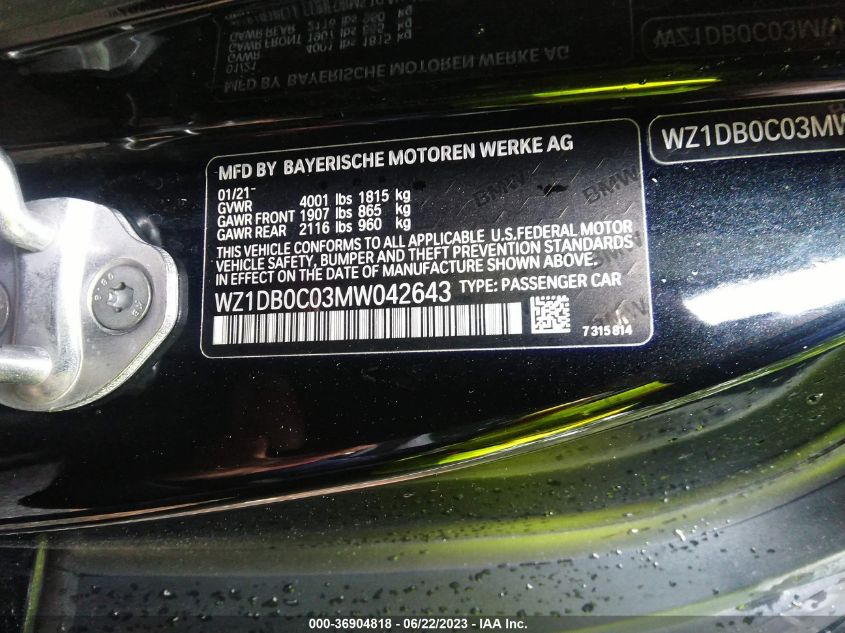 MFD BY BAYERISCHE MOTOREN WERKE AG
01/21
GVWR 4001 lbs 1815 kg
GAWR FRONT 1907 lbs 865 kg
GAWR REAR 2116 lbs 960 kg
THIS VEHICLE CONFORMS TO ALL APPLICABLE U.S.FEDERAL MOTOR
VEHICLE SAFETY, BUMPER AND THEFT PREVENTION STANDARDS
IN EFFECT ON THE DATE OF MANUFACTURE SHOWN ABOVE.
WZ1DB0C03MW042643 TYPE: PASSENGER CAR
7315814
WZ1DB0C03MW
BMW BMW BMW
000-36904818 - 06/22/2023 - IAA Inc.